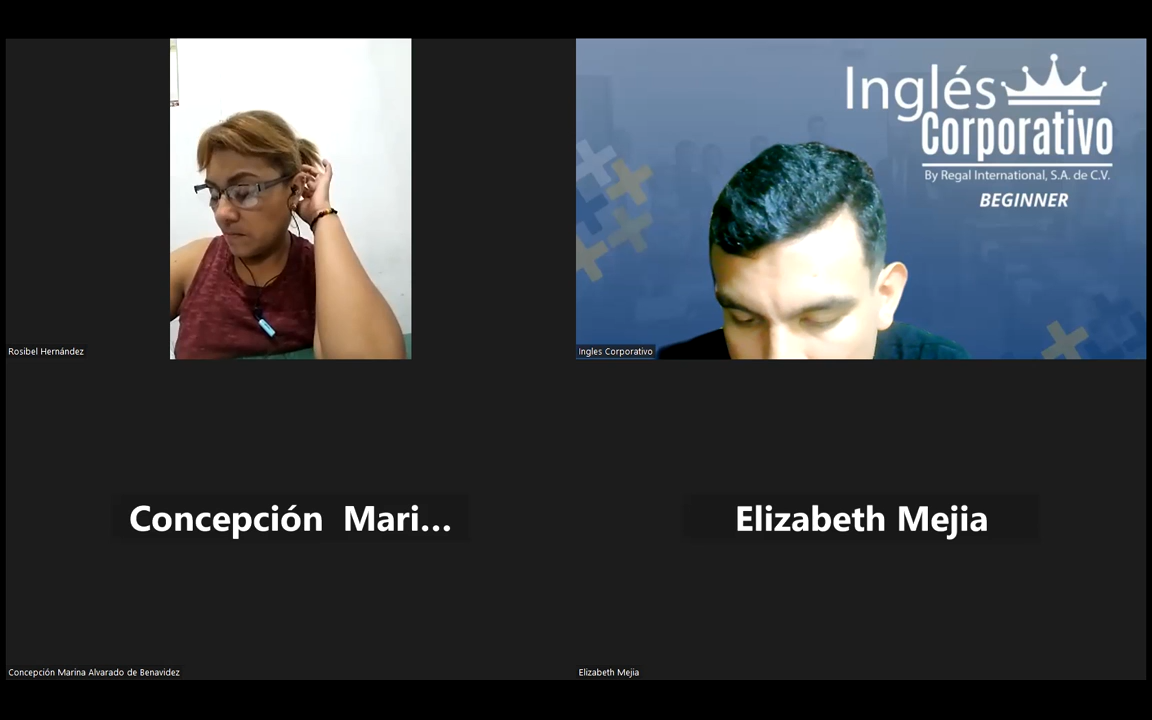 Inglés
Corporativo
By Regal International, S.A. de C.V.
BEGINNER
Rosibel Hernández
Ingles Corporativo
Concepción Mari...
Elizabeth Mejia
Concepción Marina Alvarado de Benavidez
Elizabeth Mejia